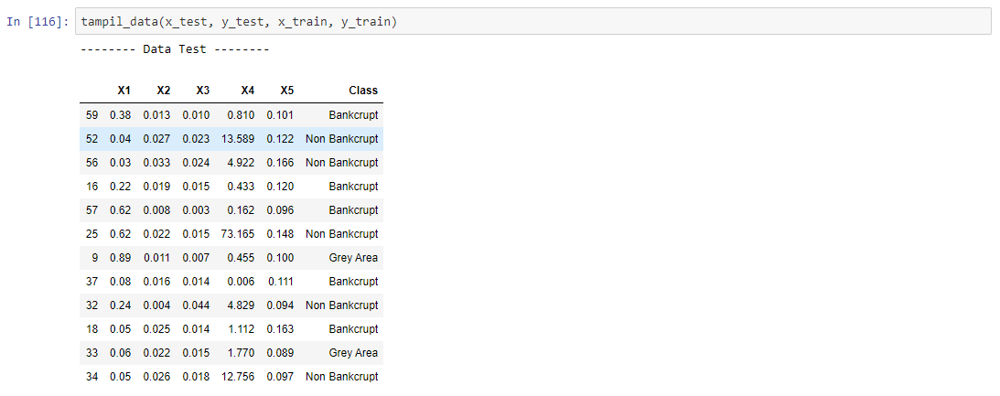 In [116]: tampil_data(x_test, y_test, x_train, y_train)
-------- Data Test --------
X1 X2 X3 X4 X5 Class
59 0.38 0.013 0.010 0.810 0.101 Bankcrupt
52 0.04 0.027 0.023 13.589 0.122 Non Bankcrupt
56 0.03 0.033 0.024 4.922 0.166 Non Bankcrupt
16 0.22 0.019 0.015 0.433 0.120 Bankcrupt
57 0.62 0.008 0.003 0.162 0.096 Bankcrupt
25 0.62 0.022 0.015 73.165 0.148 Non Bankcrupt
9 0.89 0.011 0.007 0.455 0.100 Grey Area
37 0.08 0.016 0.014 0.006 0.111 Bankcrupt
32 0.24 0.004 0.044 4.829 0.094 Non Bankcrupt
18 0.05 0.025 0.014 1.112 0.163 Bankcrupt
33 0.06 0.022 0.015 1.770 0.089 Grey Area
34 0.05 0.026 0.018 12.756 0.097 Non Bankcrupt